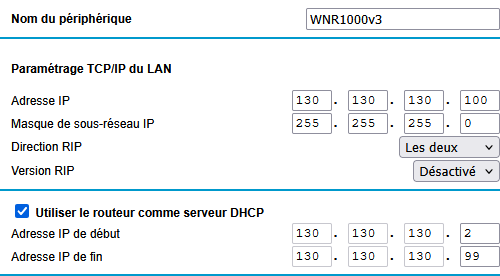 Nom du périphérique WNR1000v3
Paramétrage TCP/IP du LAN
Adresse IP 130 . 130 . 130 . 100
Masque de sous-réseau IP 255 . 255 . 255 . 0
Direction RIP Les deux
Version RIP Désactivé
Utiliser le routeur comme serveur DHCP
Adresse IP de début 130 . 130 . 130 . 2
Adresse IP de fin 130 . 130 . 130 . 99